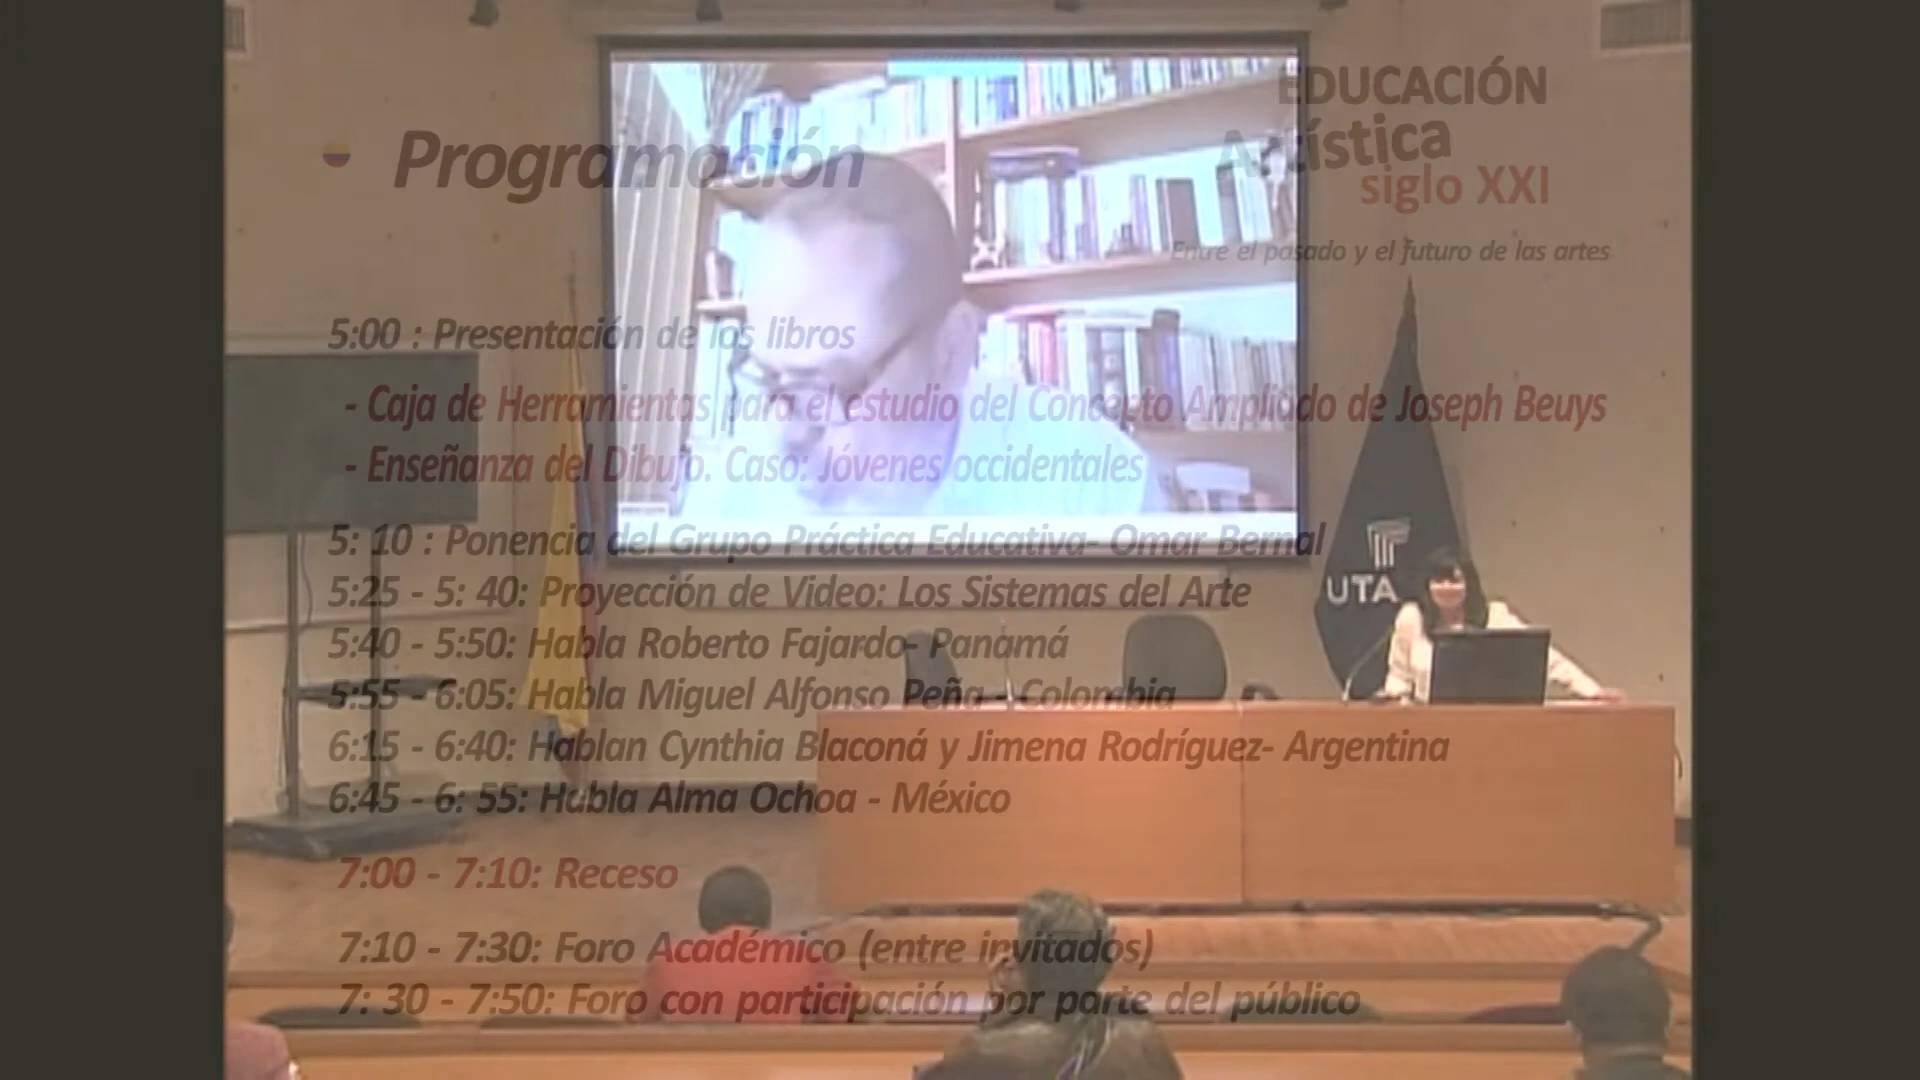 EDUCACIÓN
Artística
siglo XXI
Entre el pasado y el futuro de las artes
Programación
5:00 : Presentación de los libros
- Caja de Herramientas para el estudio del Concepto Ampliado de Joseph Beuys
- Enseñanza del Dibujo. Caso: Jóvenes occidentales
5: 10 : Ponencia del Grupo Práctica Educativa- Omar Bernal
5:25 - 5: 40: Proyección de Video: Los Sistemas del Arte
5:40 - 5:50: Habla Roberto Fajardo- Panamá
5:55 - 6:05: Habla Miguel Alfonso Peña - Colombia
6:15 - 6:40: Hablan Cynthia Blaconá y Jimena Rodríguez- Argentina
6:45 - 6: 55: Habla Alma Ochoa - México
7:00 - 7:10: Receso
7:10 - 7:30: Foro Académico (entre invitados)
7: 30 - 7:50: Foro con participación por parte del público
UTA